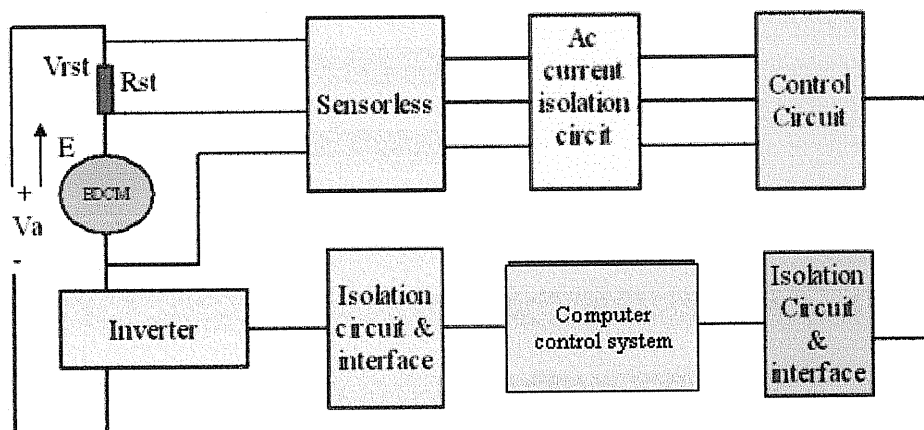 Vrst
Rst
E
+
Va
-
Sensorless
Ac
current
isolation
circit
Control
Circuit
Inverter
Isolation
circuit &
interface
Computer
control system
Isolation
Circuit
&
interface